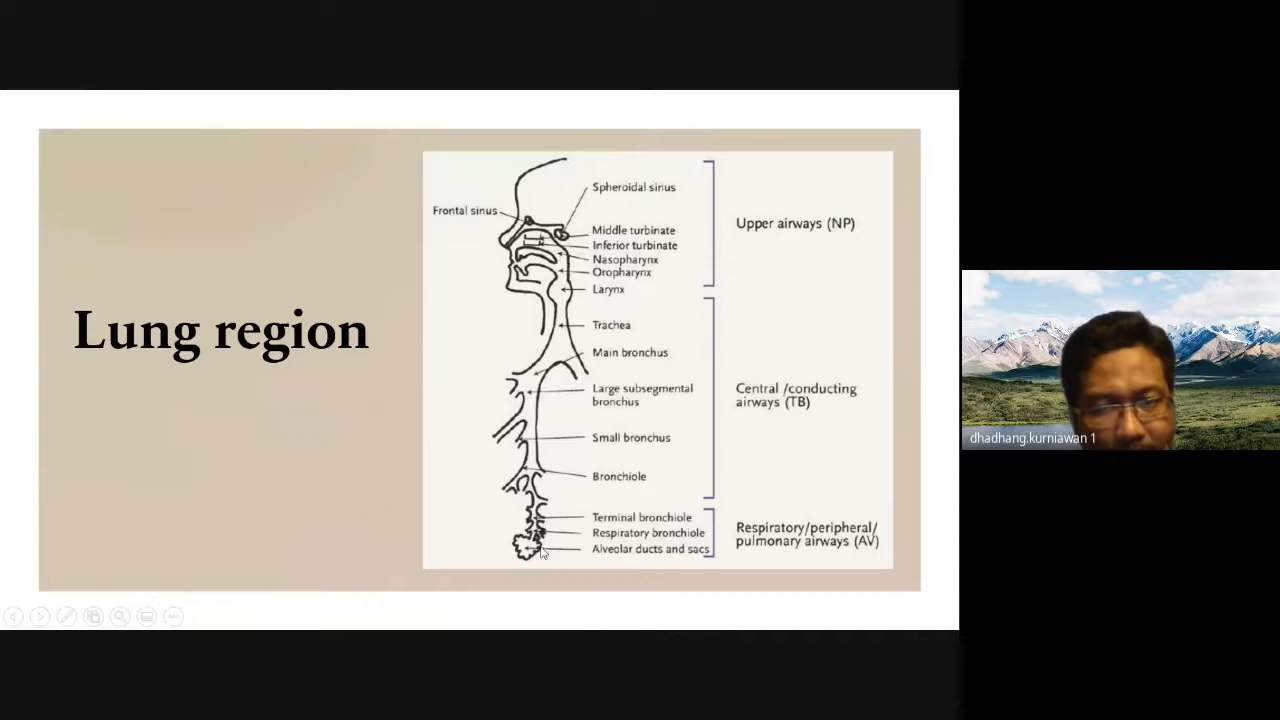 Lung region
Frontal sinus
Spheroidal sinus
Middle turbinate
Inferior turbinate
Nasopharynx
Oropharynx
Larynx
Trachea
Main bronchus
Large subsegmental
bronchus
Small bronchus
Bronchiole
Terminal bronchiole
Respiratory bronchiole
Alveolar ducts and sacs
Upper airways (NP)
Central /conducting
airways (TB)
Respiratory/peripheral/
pulmonary airways (AV)
dhadhang.kurniawan 1